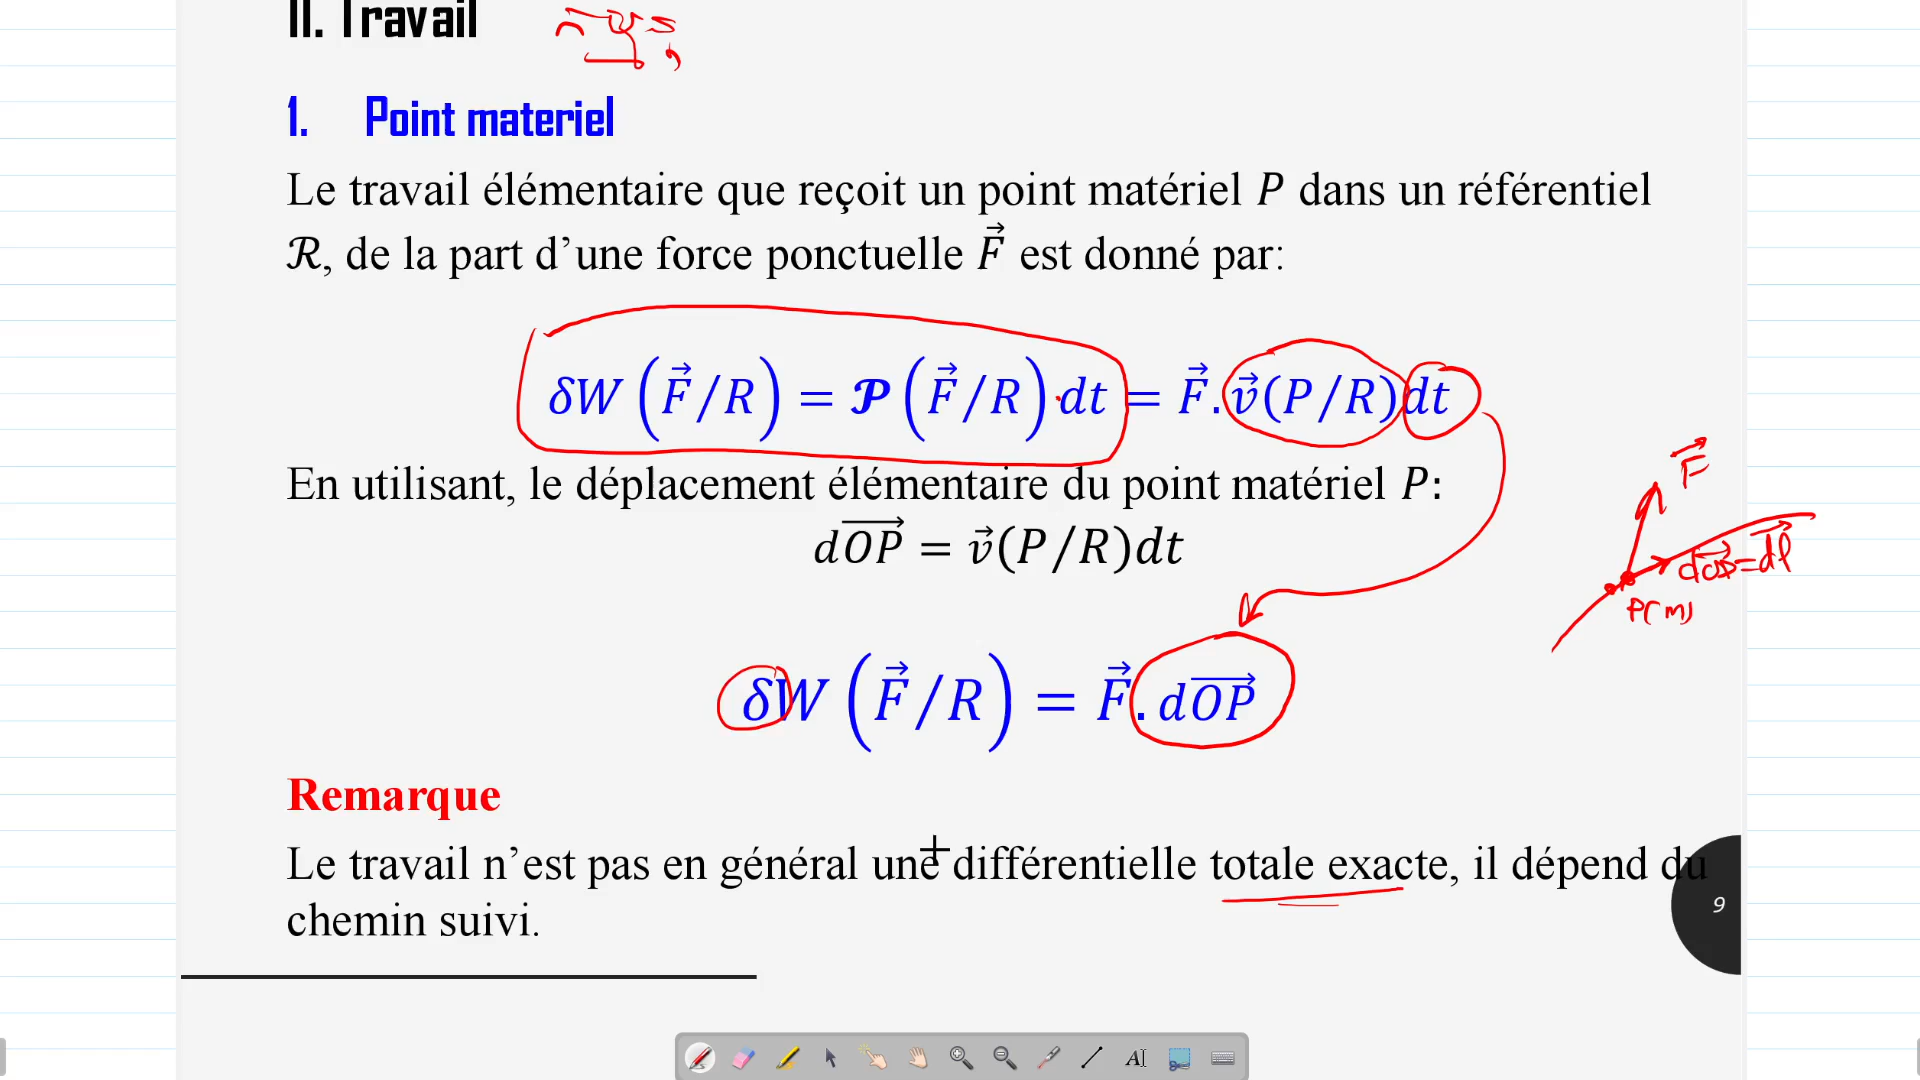 II. Travail
1. Point materiel
Le travail élémentaire que reçoit un point matériel P dans un référentiel
ℛ, de la part d’une force ponctuelle F⃗ est donné par:
δW (F⃗/R) = 𝓟 (F⃗/R) dt = F⃗. v⃗(P/R)dt
F⃗
En utilisant, le déplacement élémentaire du point matériel P:
dOP⃗ = v⃗(P/R)dt
dOP⃗ = dl⃗
P(m)
δW (F⃗/R) = F⃗. dOP⃗
Remarque
Le travail n’est pas en général une différentielle totale exacte, il dépend du
chemin suivi.
9
AI